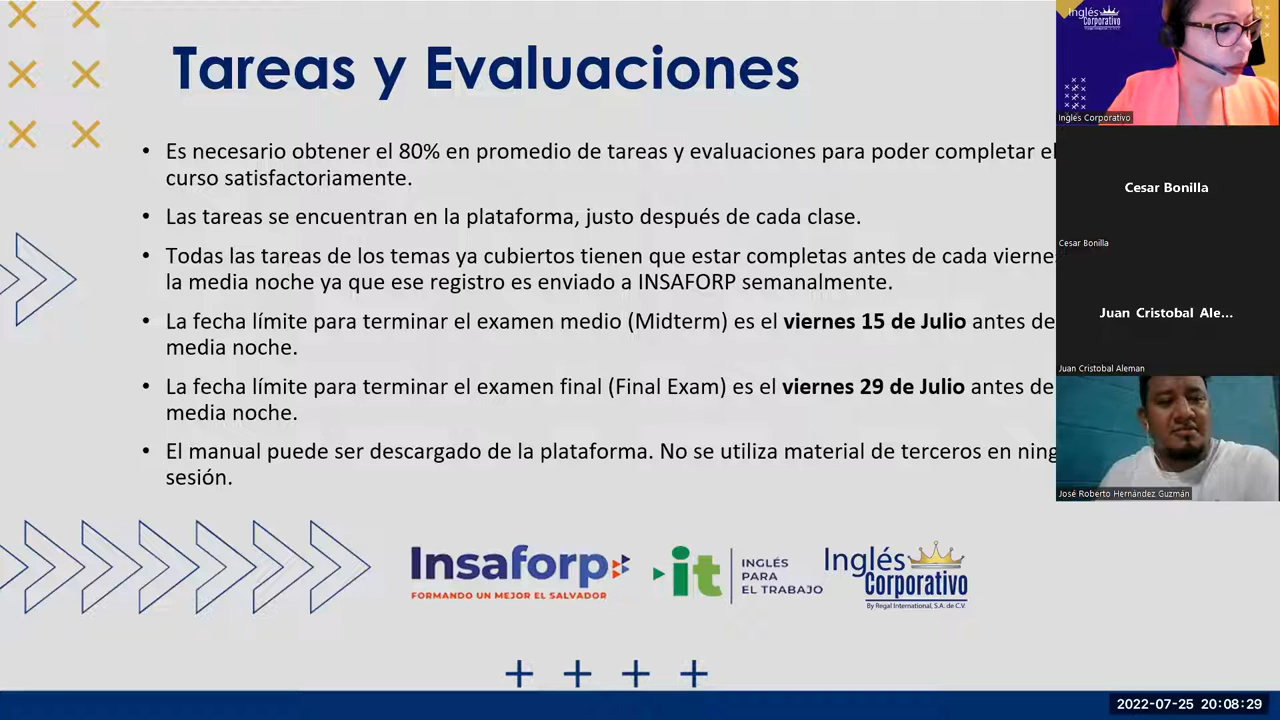 Tareas y Evaluaciones
• Es necesario obtener el 80% en promedio de tareas y evaluaciones para poder completar el
curso satisfactoriamente.
• Las tareas se encuentran en la plataforma, justo después de cada clase.
• Todas las tareas de los temas ya cubiertos tienen que estar completas antes de cada vierne
la media noche ya que ese registro es enviado a INSAFORP semanalmente.
• La fecha límite para terminar el examen medio (Midterm) es el viernes 15 de Julio antes de
media noche.
• La fecha límite para terminar el examen final (Final Exam) es el viernes 29 de Julio antes de
media noche.
• El manual puede ser descargado de la plataforma. No se utiliza material de terceros en ning
sesión.
Insaforp
FORMANDO UN MEJOR EL SALVADOR
it
INGLÉS
PARA
EL TRABAJO
Inglés
Corporativo
By Regal International, S.A. de C.V.
Inglés
Corporativo
Inglés Corporativo
Cesar Bonilla
Cesar Bonilla
Juan Cristobal Ale...
Juan Cristobal Aleman
José Roberto Hernández Guzmán
2022-07-25 20:08:29